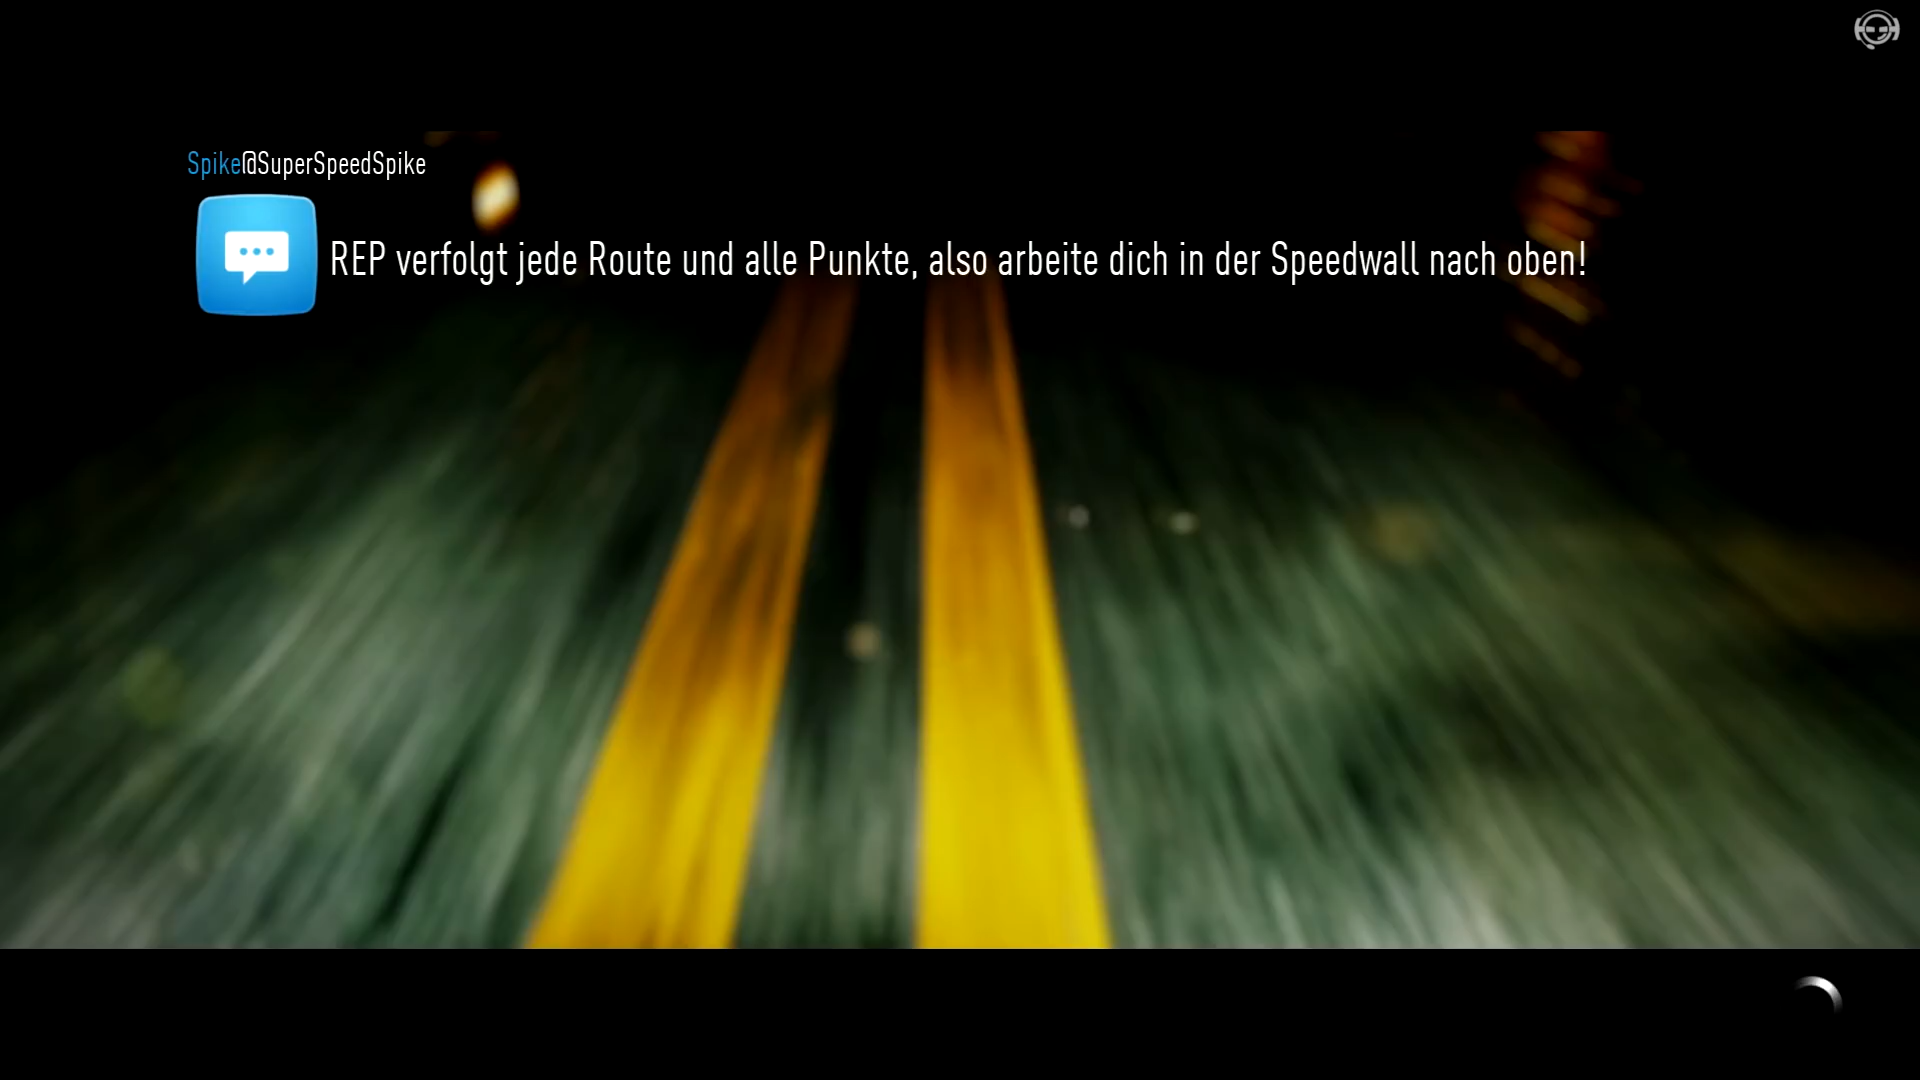 Spike@SuperSpeedSpike
REP verfolgt jede Route und alle Punkte, also arbeite dich in der Speedwall nach oben!